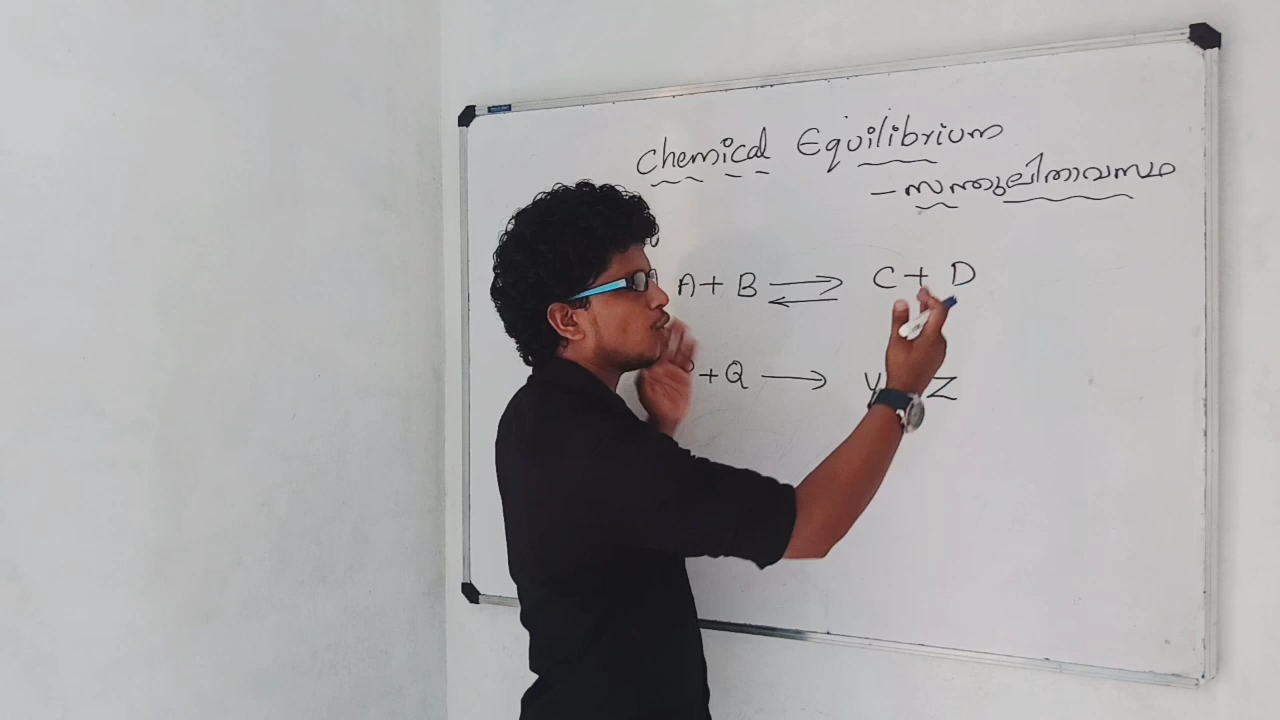 Chemical Equilibrium
- സന്തുലിതാവസ്ഥ
A + B ⇌ C + D
+ Q ⟶ Y Z